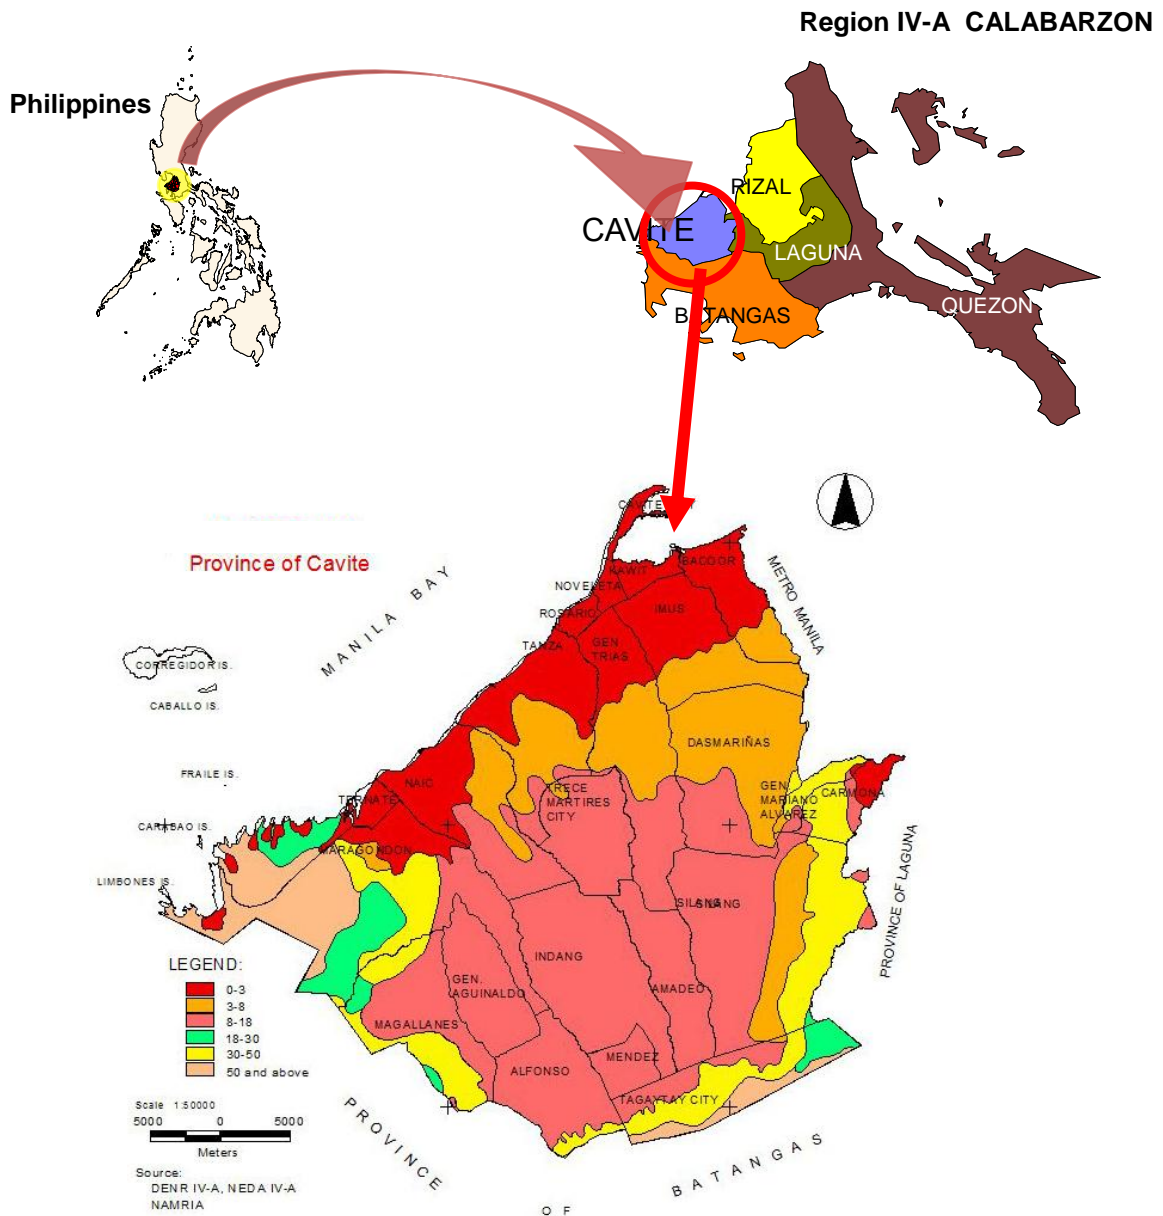 Region IV-A CALABARZON
Philippines
RIZAL
CAVITE
LAGUNA
QUEZON
BATANGAS
Province of Cavite
MANILA BAY
METRO MANILA
BACOOR
KAWIT
NOVELETA
ROSARIO
IMUS
TANZA
GEN.
TRIAS
CORREGIDOR IS.
CABALLO IS.
DASMARIÑAS
FRAILE IS.
NAIC
TRECE
MARTIRES
CITY
GEN.
MARIANO
ALVAREZ
CARMONA
TERNATE
CARABAO IS.
MARAGONDON
LIMBONES IS.
SILANG
PROVINCE OF LAGUNA
INDANG
GEN.
AGUINALDO
AMADEO
MAGALLANES
MENDEZ
ALFONSO
TAGAYTAY CITY
LEGEND:
0-3
3-8
8-18
18-30
30-50
50 and above
Scale 1:50000
5000 0 5000
Meters
Source:
DENR IV-A, NEDA IV-A
NAMRIA
PROVINCE
OF
BATANGAS